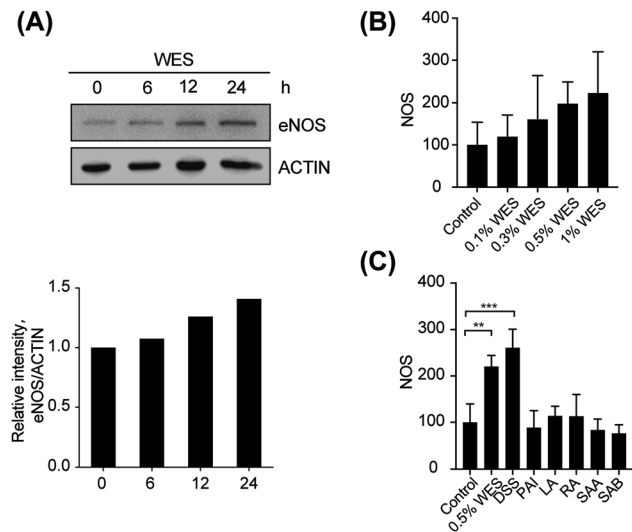 (A)
WES
0 6 12 24 h
eNOS
ACTIN
Relative intensity,
eNOS/ACTIN
1.5
1.0
0.5
0.0
0 6 12 24
(B)
NOS
400
300
200
100
0
Control
0.1% WES
0.3% WES
0.5% WES
1% WES
(C)
NOS
400
300
200
100
0
***
**
Control
0.5% WES
DSS
PAI
LA
RA
SAA
SAB